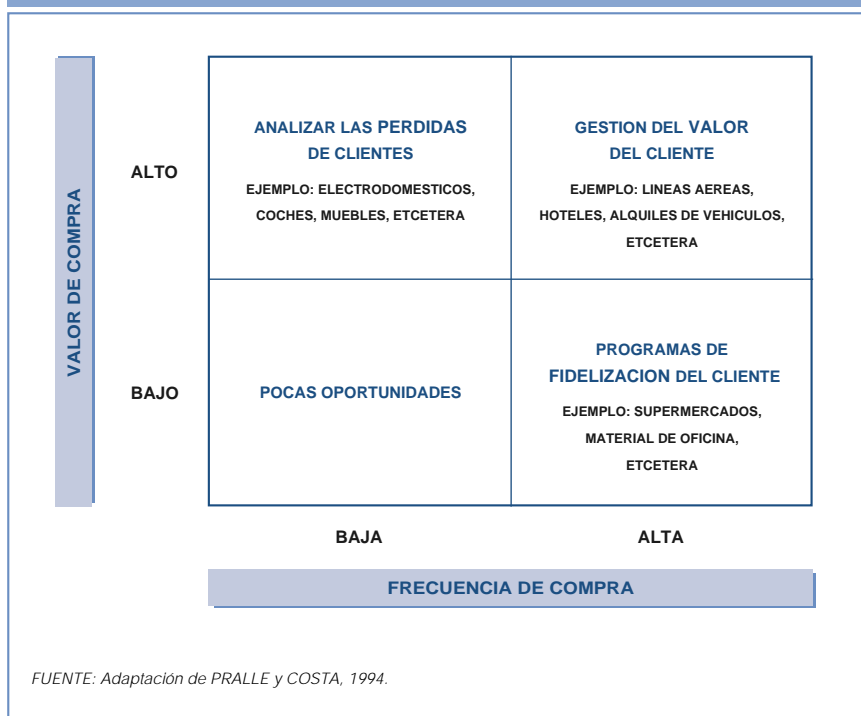 ANALIZAR LAS PERDIDAS
DE CLIENTES
EJEMPLO: ELECTRODOMESTICOS,
COCHES, MUEBLES, ETCETERA
GESTION DEL VALOR
DEL CLIENTE
EJEMPLO: LINEAS AEREAS,
HOTELES, ALQUILES DE VEHICULOS,
ETCETERA
ALTO
VALOR DE COMPRA
BAJO
POCAS OPORTUNIDADES
PROGRAMAS DE
FIDELIZACION DEL CLIENTE
EJEMPLO: SUPERMERCADOS,
MATERIAL DE OFICINA,
ETCETERA
BAJA
ALTA
FRECUENCIA DE COMPRA
FUENTE: Adaptación de PRALLE y COSTA, 1994.